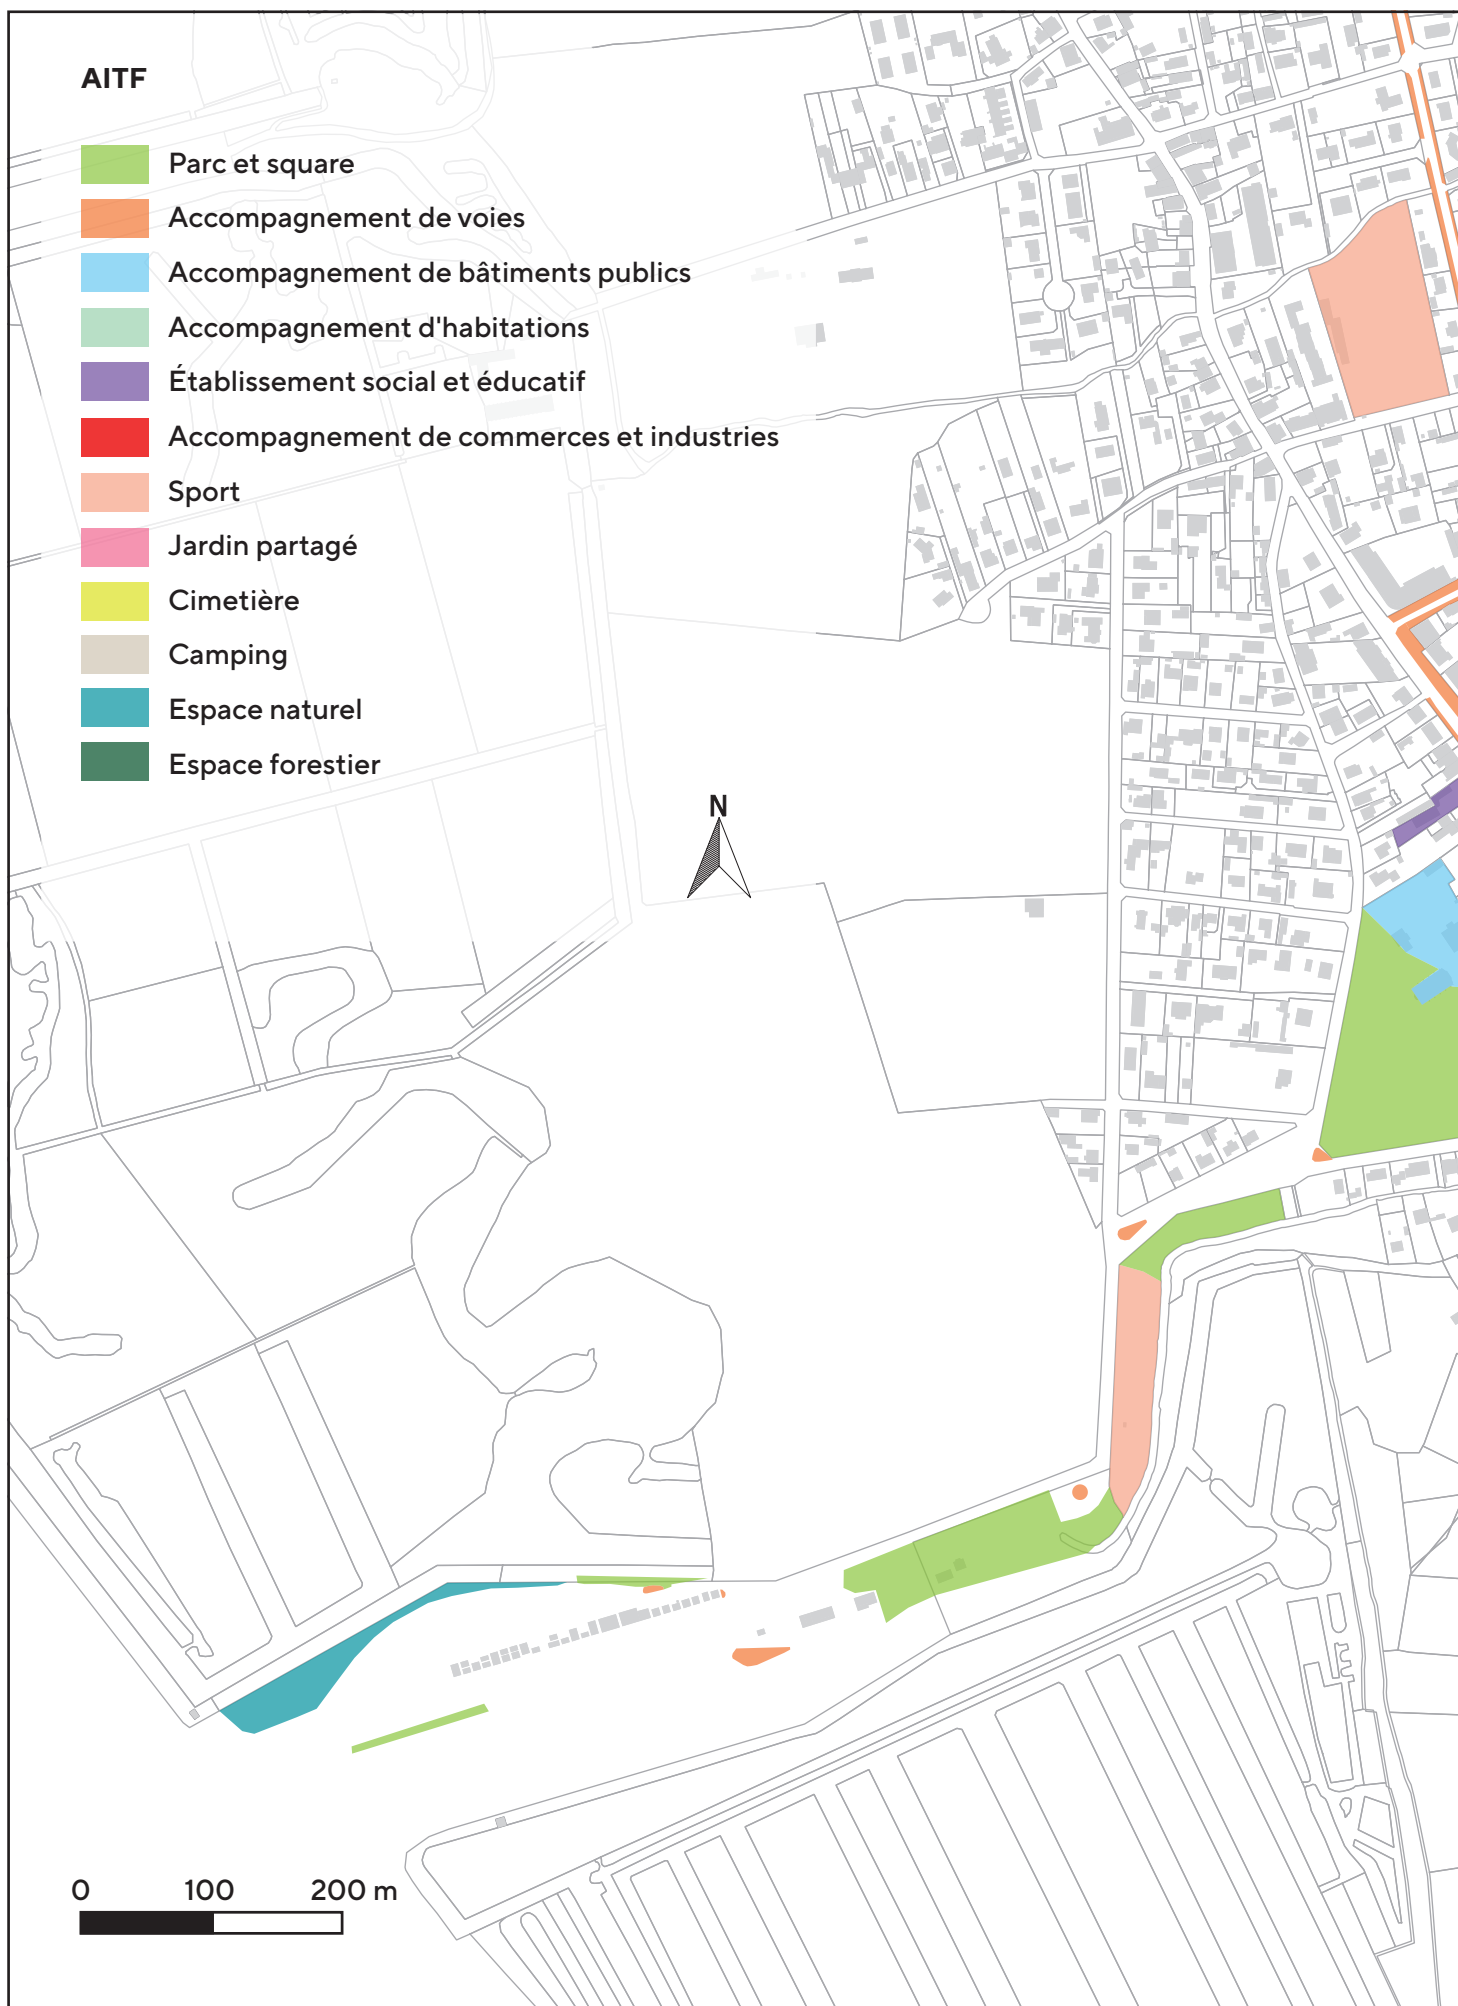 AITF
Parc et square
Accompagnement de voies
Accompagnement de bâtiments publics
Accompagnement d'habitations
Établissement social et éducatif
Accompagnement de commerces et industries
Sport
Jardin partagé
Cimetière
Camping
Espace naturel
Espace forestier
N
0 100 200 m